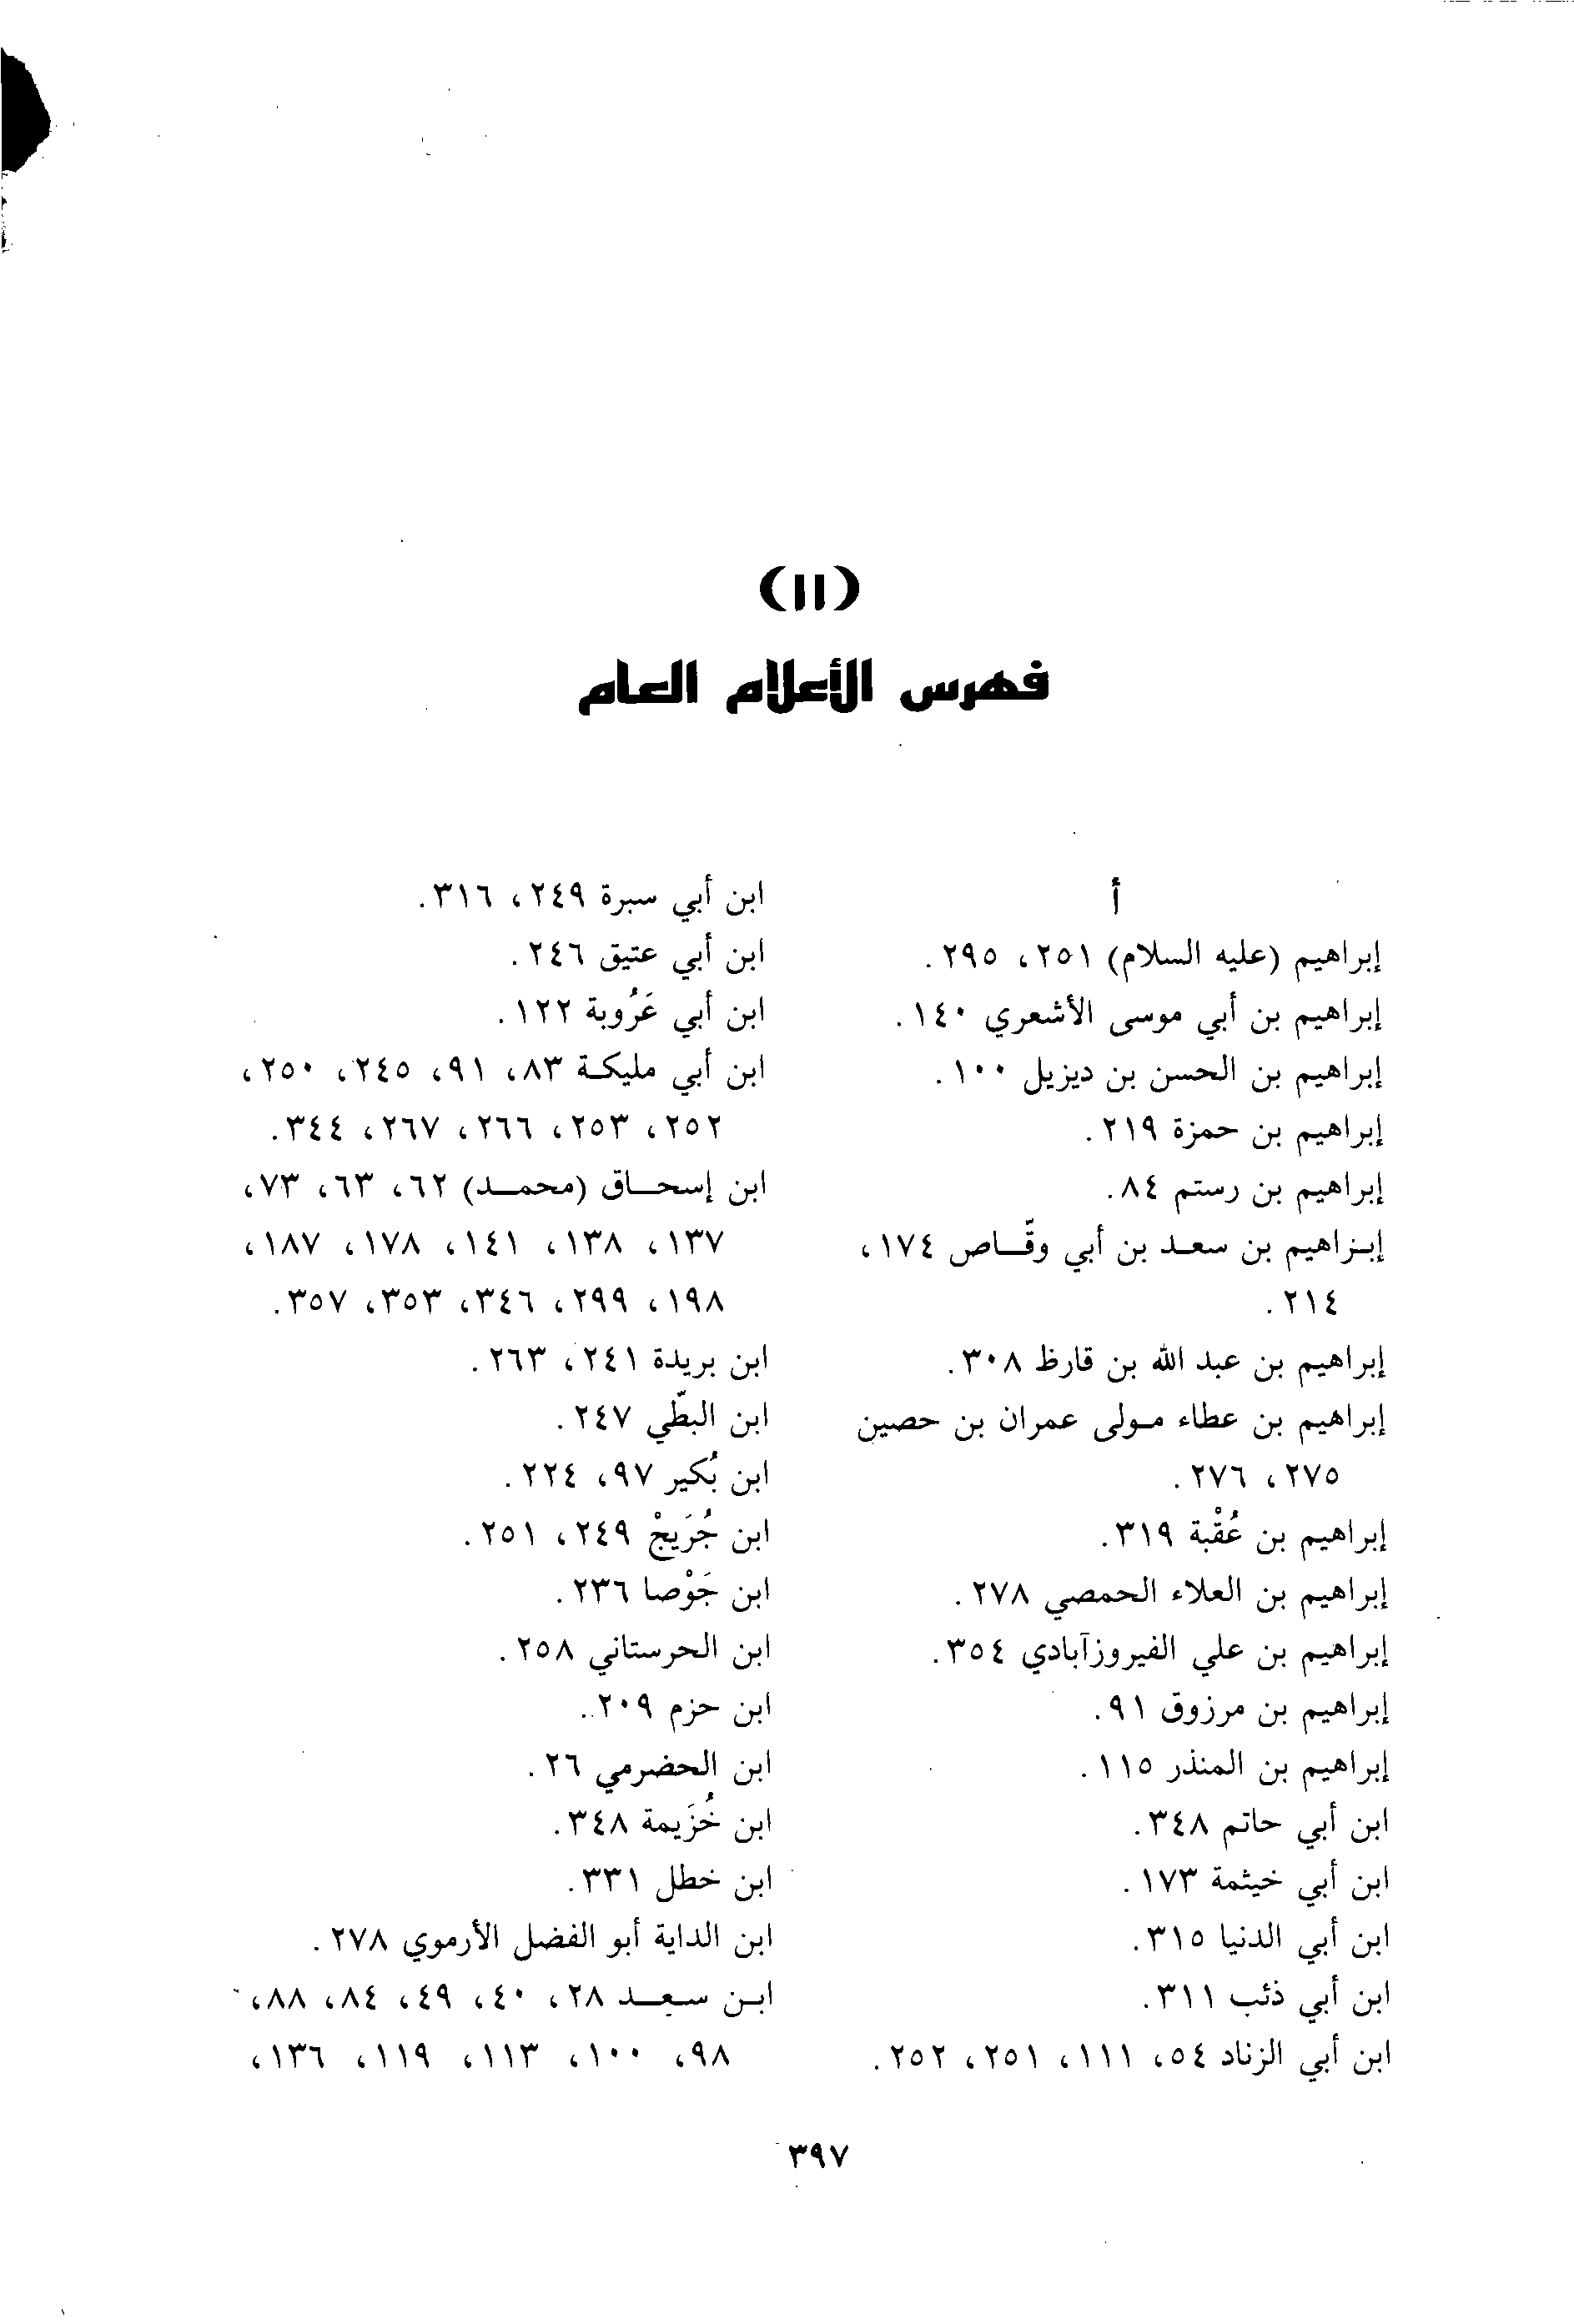 (١١)
فهرس الأعلام العام
أ
إبراهيم (عليه السلام) ٢٥١، ٢٩٥.
إبراهيم بن أبي موسى الأشعري ١٤٠.
إبراهيم بن الحسن بن ديزيل ١٠٠.
إبراهيم بن حمزة ٢١٩.
إبراهيم بن رستم ٨٤.
إبراهيم بن سعد بن أبي وقّاص ١٧٤،
٢١٤.
إبراهيم بن عبد الله بن قارظ ٣٠٨.
إبراهيم بن عطاء مولى عمران بن حصين
٢٧٥، ٢٧٦.
إبراهيم بن عُقْبة ٣١٩.
إبراهيم بن العلاء الحمصي ٢٧٨.
إبراهيم بن علي الفيروزآبادي ٣٥٤.
إبراهيم بن مرزوق ٩١.
إبراهيم بن المنذر ١١٥.
ابن أبي حاتم ٣٤٨.
ابن أبي خيثمة ١٧٣.
ابن أبي الدنيا ٣١٥.
ابن أبي ذئب ٣١١.
ابن أبي الزناد ٥٤، ١١١، ٢٥١، ٢٥٢.
ابن أبي سبرة ٢٤٩، ٣١٦.
ابن أبي عتيق ٢٤٦.
ابن أبي عَرُوبة ١٢٢.
ابن أبي مليكة ٨٣، ٩١، ٢٤٥، ٢٥٠،
٢٥٢، ٢٥٣، ٢٦٦، ٢٦٧، ٣٤٤.
ابن إسحاق (محمد) ٦٢، ٦٣، ٧٣،
١٣٧، ١٣٨، ١٤١، ١٧٨، ١٨٧،
١٩٨، ٢٩٩، ٣٤٦، ٣٥٣، ٣٥٧.
ابن بريدة ٢٤١، ٢٦٣.
ابن البطّي ٢٤٧.
ابن بُكير ٩٧، ٢٢٤.
ابن جُرَيْجْ ٢٤٩، ٢٥١.
ابن جَوْصا ٢٣٦.
ابن الحرستاني ٢٥٨.
ابن حزم ٢٠٩.
ابن الحضرمي ٢٦.
ابن خُزَيمة ٣٤٨.
ابن خطل ٣٣١.
ابن الداية أبو الفضل الأرموي ٢٧٨.
ابن سعد ٢٨، ٤٠، ٤٩، ٨٤، ٨٨،
٩٨، ١٠٠، ١١٣، ١١٩، ١٣٦،
٣٩٧